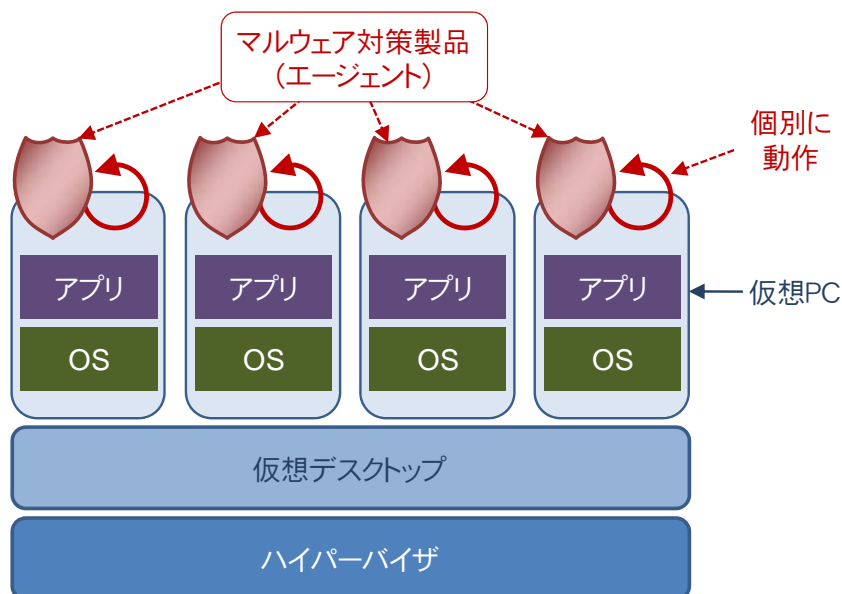 マルウェア対策製品
(エージェント)
個別に
動作
アプリ
アプリ
アプリ
アプリ
仮想PC
OS
OS
OS
OS
仮想デスクトップ
ハイパーバイザ